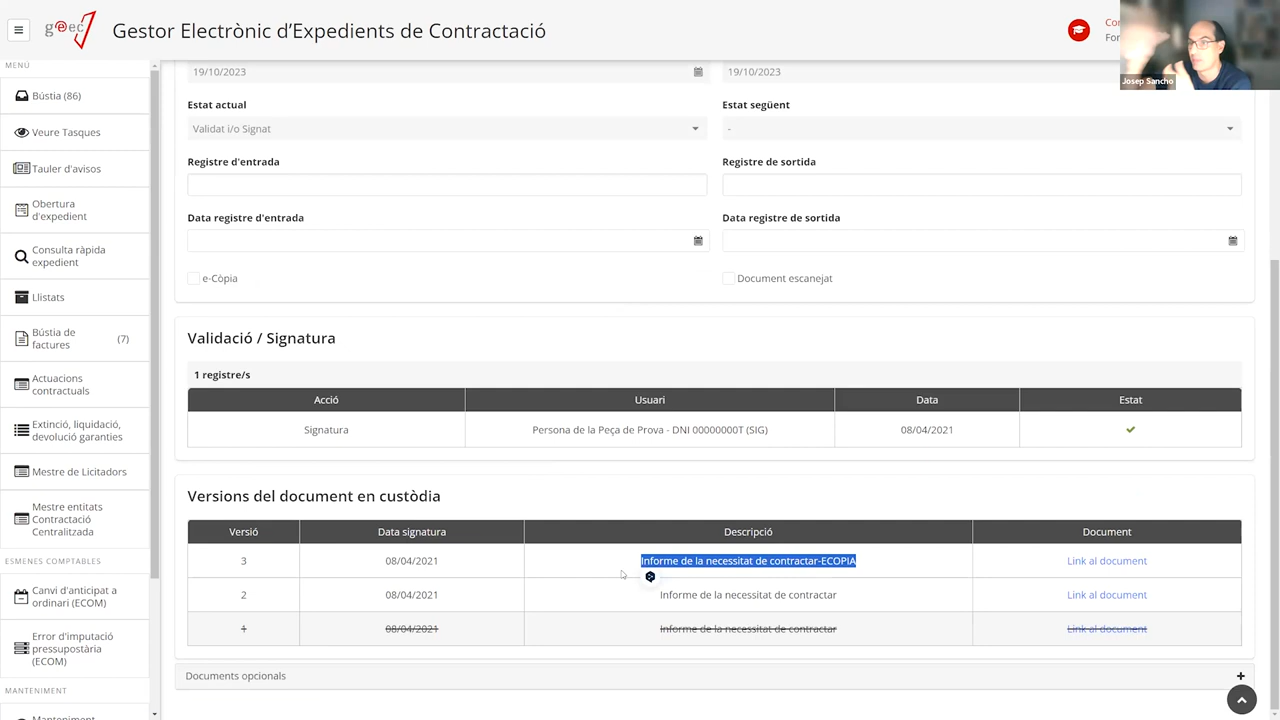 geec Gestor Electrònic d'Expedients de Contractació
Josep Sancho
MENÚ
Bústia (86)
Veure Tasques
Tauler d'avisos
Obertura
d'expedient
Consulta ràpida
expedient
Llistats
Bústia de
factures (7)
Actuacions
contractuals
Extinció, liquidació,
devolució garanties
Mestre de Licitadors
Mestre entitats
Contractació
Centralitzada
ESMENES COMPTABLES
Canvi d'anticipat a
ordinari (ECOM)
Error d'imputació
pressupostària
(ECOM)
MANTENIMENT
Manteniment
19/10/2023 19/10/2023
Estat actual Estat següent
Validat i/o Signat -
Registre d'entrada Registre de sortida
Data registre d'entrada Data registre de sortida
e-Còpia Document escanejat
Validació / Signatura
1 registre/s
Acció Usuari Data Estat
Signatura Persona de la Peça de Prova - DNI 00000000T (SIG) 08/04/2021
Versions del document en custòdia
Versió Data signatura Descripció Document
3 08/04/2021 Informe de la necessitat de contractar-ECOPIA Link al document
2 08/04/2021 Informe de la necessitat de contractar Link al document
1 08/04/2021 Informe de la necessitat de contractar Link al document
Documents opcionals